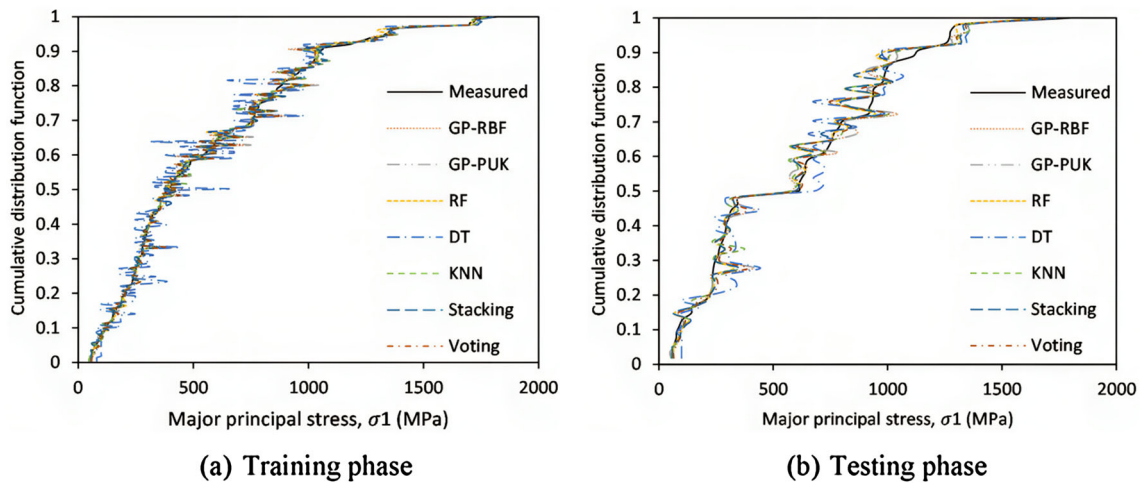 Cumulative distribution function
1
0.9
0.8
0.7
0.6
0.5
0.4
0.3
0.2
0.1
0
0
500
1000
1500
2000
Major principal stress, σ1 (MPa)
Measured
GP-RBF
GP-PUK
RF
DT
KNN
Stacking
Voting
(a) Training phase
Cumulative distribution function
1
0.9
0.8
0.7
0.6
0.5
0.4
0.3
0.2
0.1
0
0
500
1000
1500
2000
Major principal stress, σ1 (MPa)
Measured
GP-RBF
GP-PUK
RF
DT
KNN
Stacking
Voting
(b) Testing phase